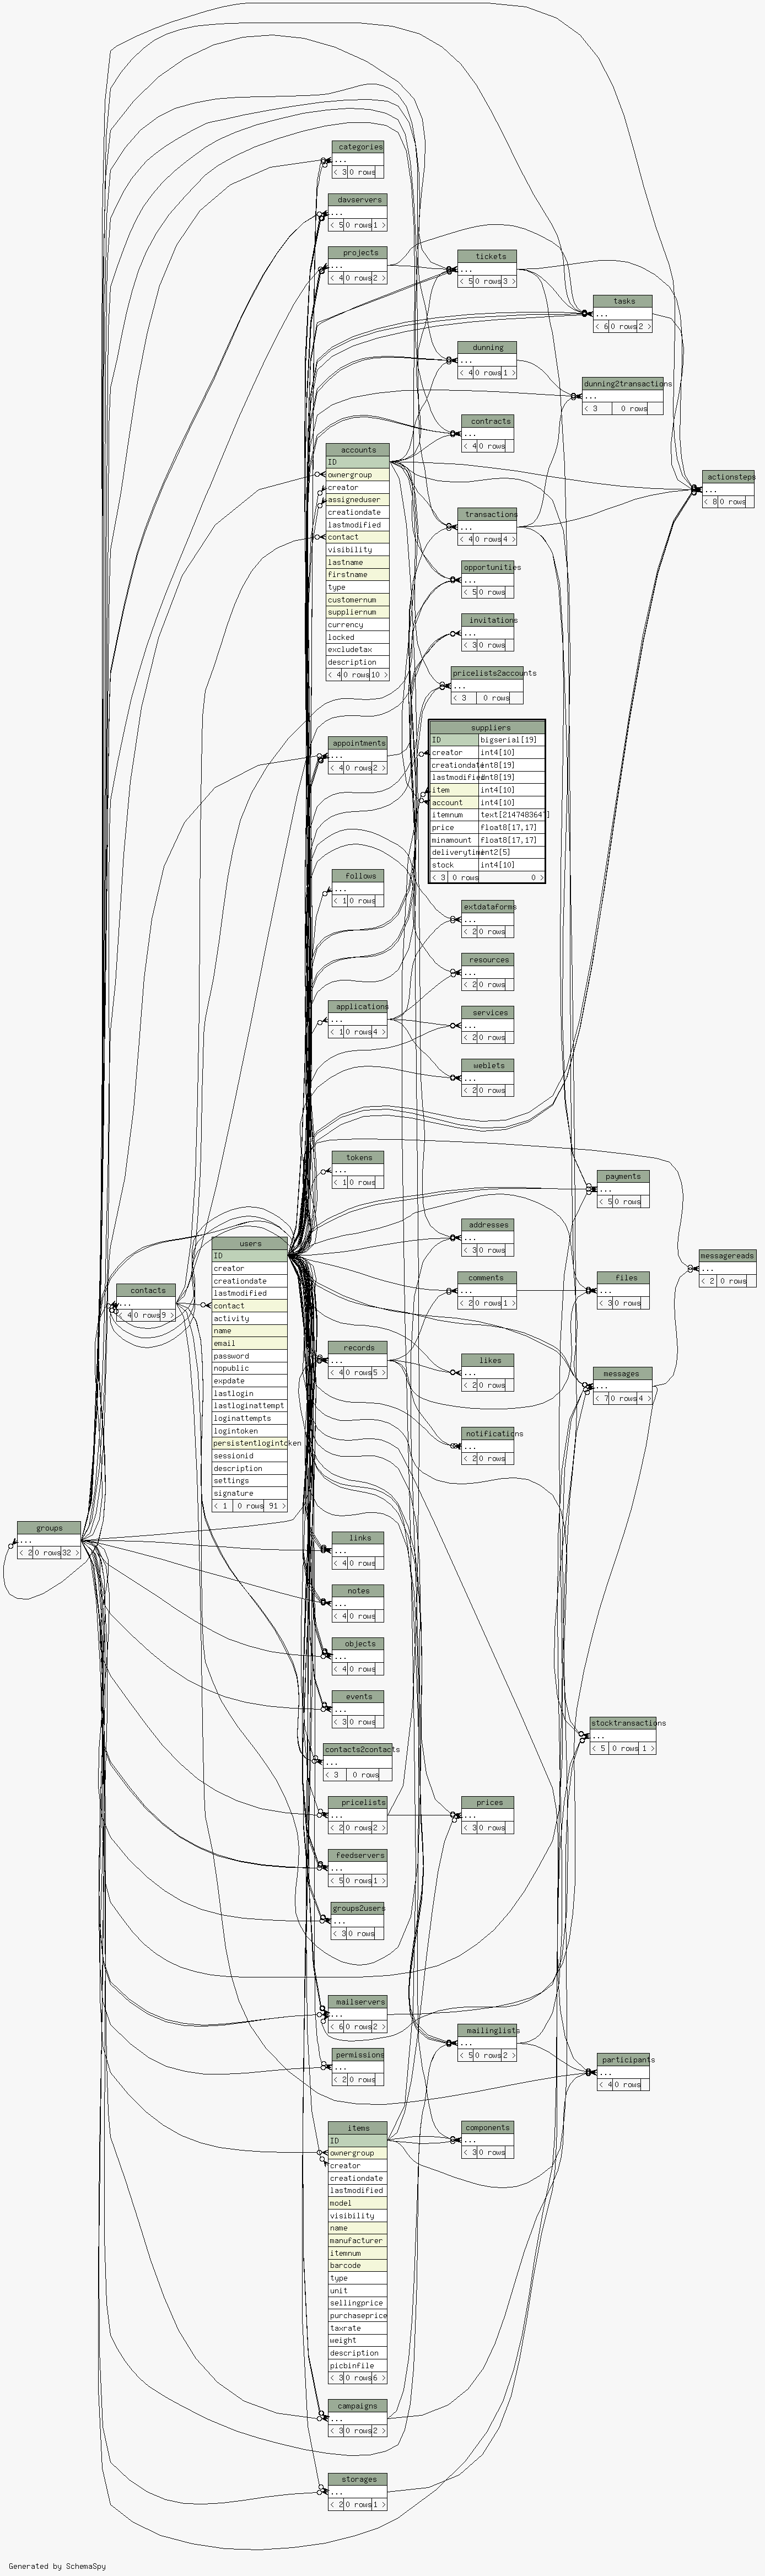 categories
...
< 3 0 rows
davservers
...
< 5 0 rows 1 >
projects
...
< 4 0 rows 2 >
tickets
...
< 5 0 rows 3 >
tasks
...
< 6 0 rows 2 >
dunning
...
< 4 0 rows 1 >
dunning2transactions
...
< 3 0 rows
contracts
...
< 4 0 rows
accounts
ID
ownergroup
creator
assigneduser
creationdate
lastmodified
contact
visibility
lastname
firstname
type
customernum
suppliernum
currency
locked
excludetax
description
< 4 0 rows 10 >
actionsteps
...
< 8 0 rows
transactions
...
< 4 0 rows 4 >
opportunities
...
< 5 0 rows
invitations
...
< 3 0 rows
pricelists2accounts
...
< 3 0 rows
suppliers
ID bigserial[19]
creator int4[10]
creationdate int8[19]
lastmodified int8[19]
item int4[10]
account int4[10]
itemnum text[2147483647]
price float8[17,17]
minamount float8[17,17]
deliverytime int2[5]
stock int4[10]
< 3 0 rows 0 >
appointments
...
< 4 0 rows 2 >
follows
...
< 1 0 rows
extdataforms
...
< 2 0 rows
resources
...
< 2 0 rows
applications
...
< 1 0 rows 4 >
services
...
< 2 0 rows
weblets
...
< 2 0 rows
tokens
...
< 1 0 rows
payments
...
< 5 0 rows
addresses
...
< 3 0 rows
messagereads
...
< 2 0 rows
users
ID
creator
creationdate
lastmodified
contact
activity
name
email
password
nopublic
expdate
lastlogin
lastloginattempt
loginattempts
logintoken
persistentlogintoken
sessionid
description
settings
signature
< 1 0 rows 91 >
contacts
...
< 4 0 rows 9 >
comments
...
< 2 0 rows 1 >
files
...
< 3 0 rows
records
...
< 4 0 rows 5 >
likes
...
< 2 0 rows
messages
...
< 7 0 rows 4 >
notifications
...
< 2 0 rows
groups
...
< 2 0 rows 32 >
links
...
< 4 0 rows
notes
...
< 4 0 rows
objects
...
< 4 0 rows
events
...
< 3 0 rows
stocktransactions
...
< 5 0 rows 1 >
contacts2contacts
...
< 3 0 rows
pricelists
...
< 2 0 rows 2 >
prices
...
< 3 0 rows
feedservers
...
< 5 0 rows 1 >
groups2users
...
< 3 0 rows
mailservers
...
< 6 0 rows 2 >
mailinglists
...
< 5 0 rows 2 >
permissions
...
< 2 0 rows
participants
...
< 4 0 rows
items
ID
ownergroup
creator
creationdate
lastmodified
model
visibility
name
manufacturer
itemnum
barcode
type
unit
sellingprice
purchaseprice
taxrate
weight
description
picbinfile
< 3 0 rows 6 >
components
...
< 3 0 rows
campaigns
...
< 3 0 rows 2 >
storages
...
< 2 0 rows 1 >
Generated by SchemaSpy